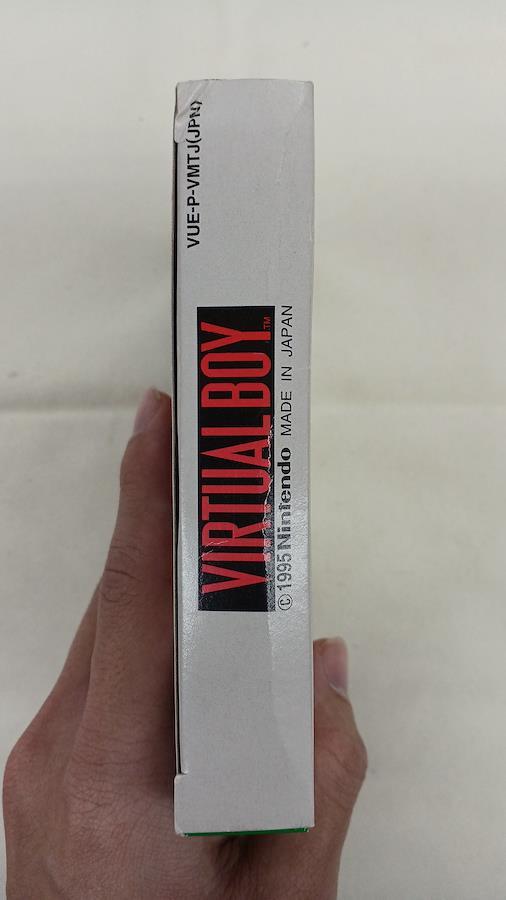 VUE-P-VMTJ(JPN)
VIRTUAL BOY™
©1995 Nintendo MADE IN JAPAN